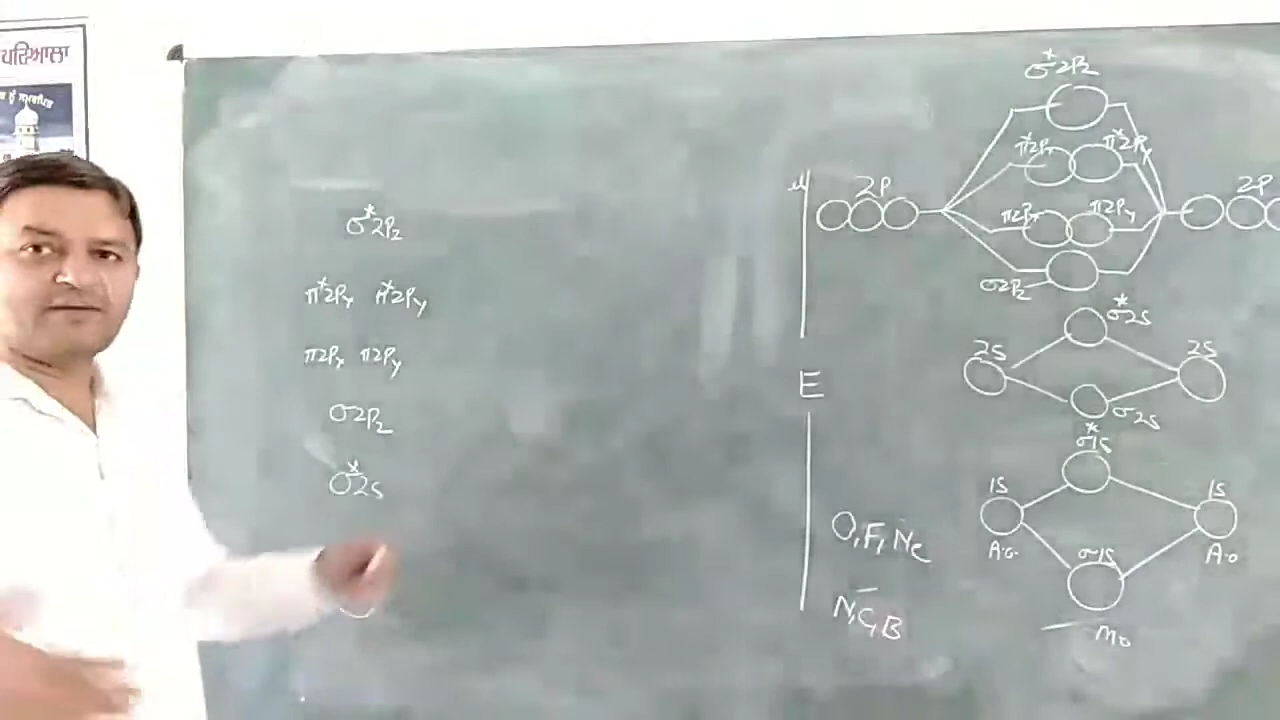 ਪਟਿਆਲਾ
ਨੂੰ ਸਮਰਪਿਤ
σ*2Pz
π*2Px π*2Py
π2Px π2Py
σ2Pz
σ*2s
σ*2Pz
π*2Px π*2Py
2P 2P
π2Px π2Py
σ2Pz
σ*2s
2S 2S
σ2s
E
σ*1s
1S 1S
O, F, Ne
A.O. σ1s A.O
N, C, B
MO